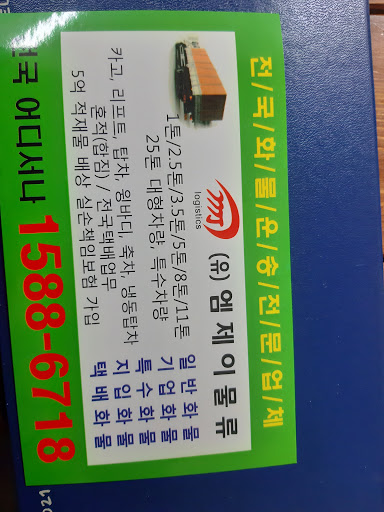 전/국/화/물/운/송/전/문/업/체
logistics
(유) 엠제이물류
1톤/2.5톤/3.5톤/5톤/8톤/11톤
25톤 대형차량, 특수차량
카고, 리프트, 탑차, 윙바디, 축차, 냉동탑차
혼적(합짐) / 전국택배업무
5억 적재물 배상 실손책임보험 가입
일반화물
기업화물
특수화물
지입화물
택배화물
전국 어디서나 1588-6718
2021